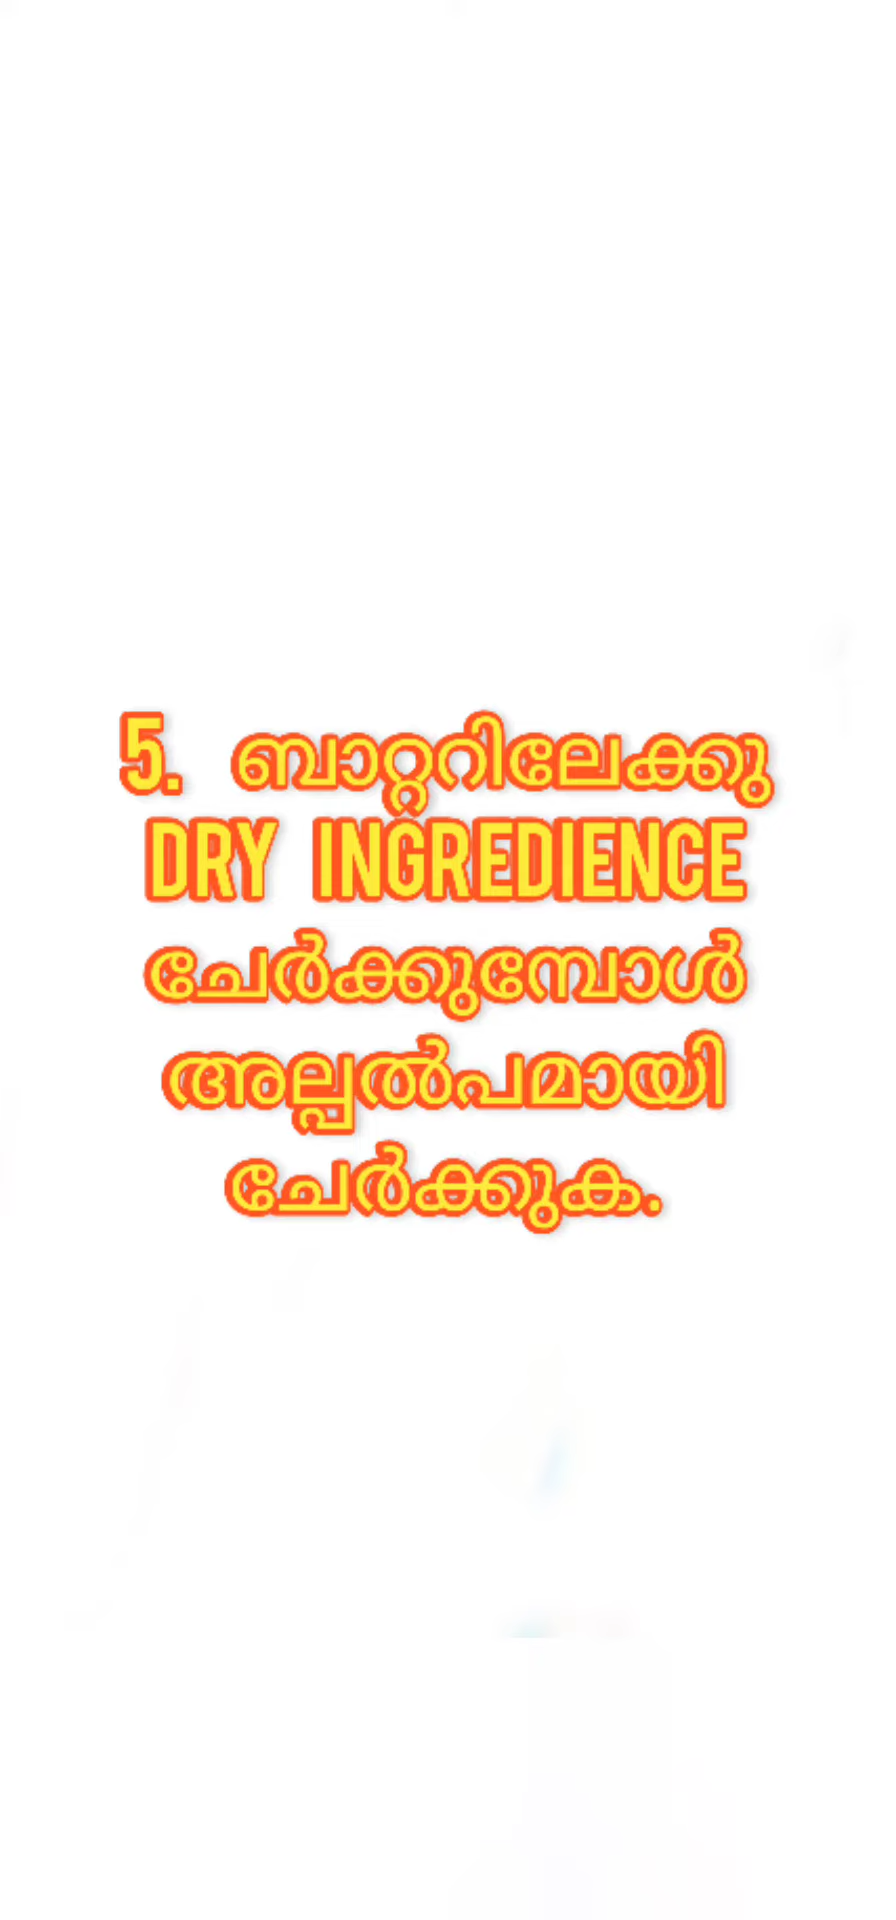 5. ബാറ്ററിലേക്കു
DRY INGREDIENCE
ചേർക്കുമ്പോൾ
അല്പൽപമായി
ചേർക്കുക.